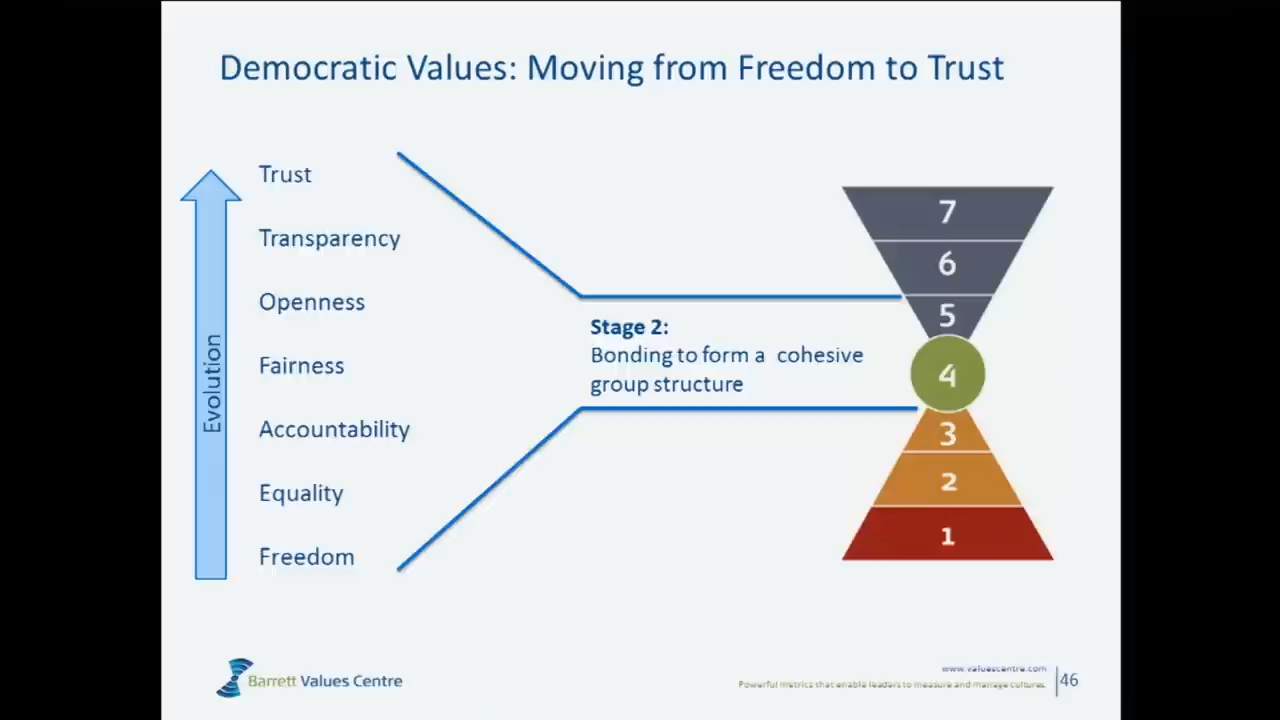 Democratic Values: Moving from Freedom to Trust
Trust
Transparency
Openness
Fairness
Accountability
Equality
Freedom
Evolution
Stage 2:
Bonding to form a cohesive
group structure
7
6
5
4
3
2
1
Barrett Values Centre
www.valuescentre.com
Powerful metrics that enable leaders to measure and manage cultures.
46